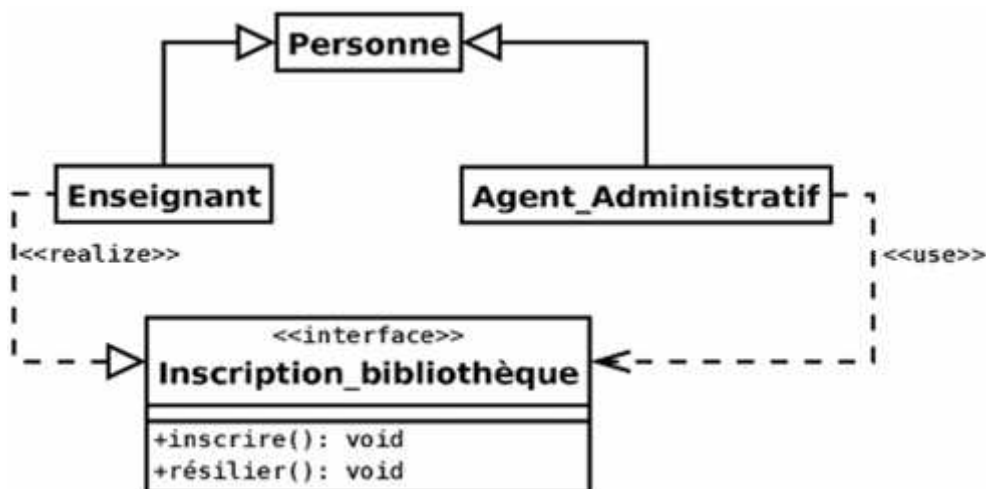 Personne
Enseignant
Agent_Administratif
<<realize>>
<<use>>
<<interface>>
Inscription_bibliothèque
+inscrire(): void
+résilier(): void